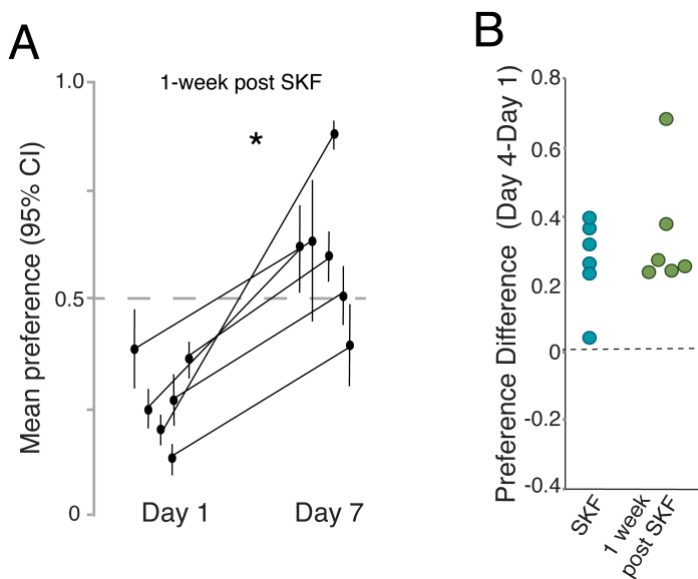 A
1-week post SKF
*
Mean preference (95% CI)
1.0
0.5
0
Day 1
Day 7
B
Preference Difference (Day 4-Day 1)
0.8
0.6
0.4
0.2
0
-0.2
-0.4
SKF
1 week
post SKF